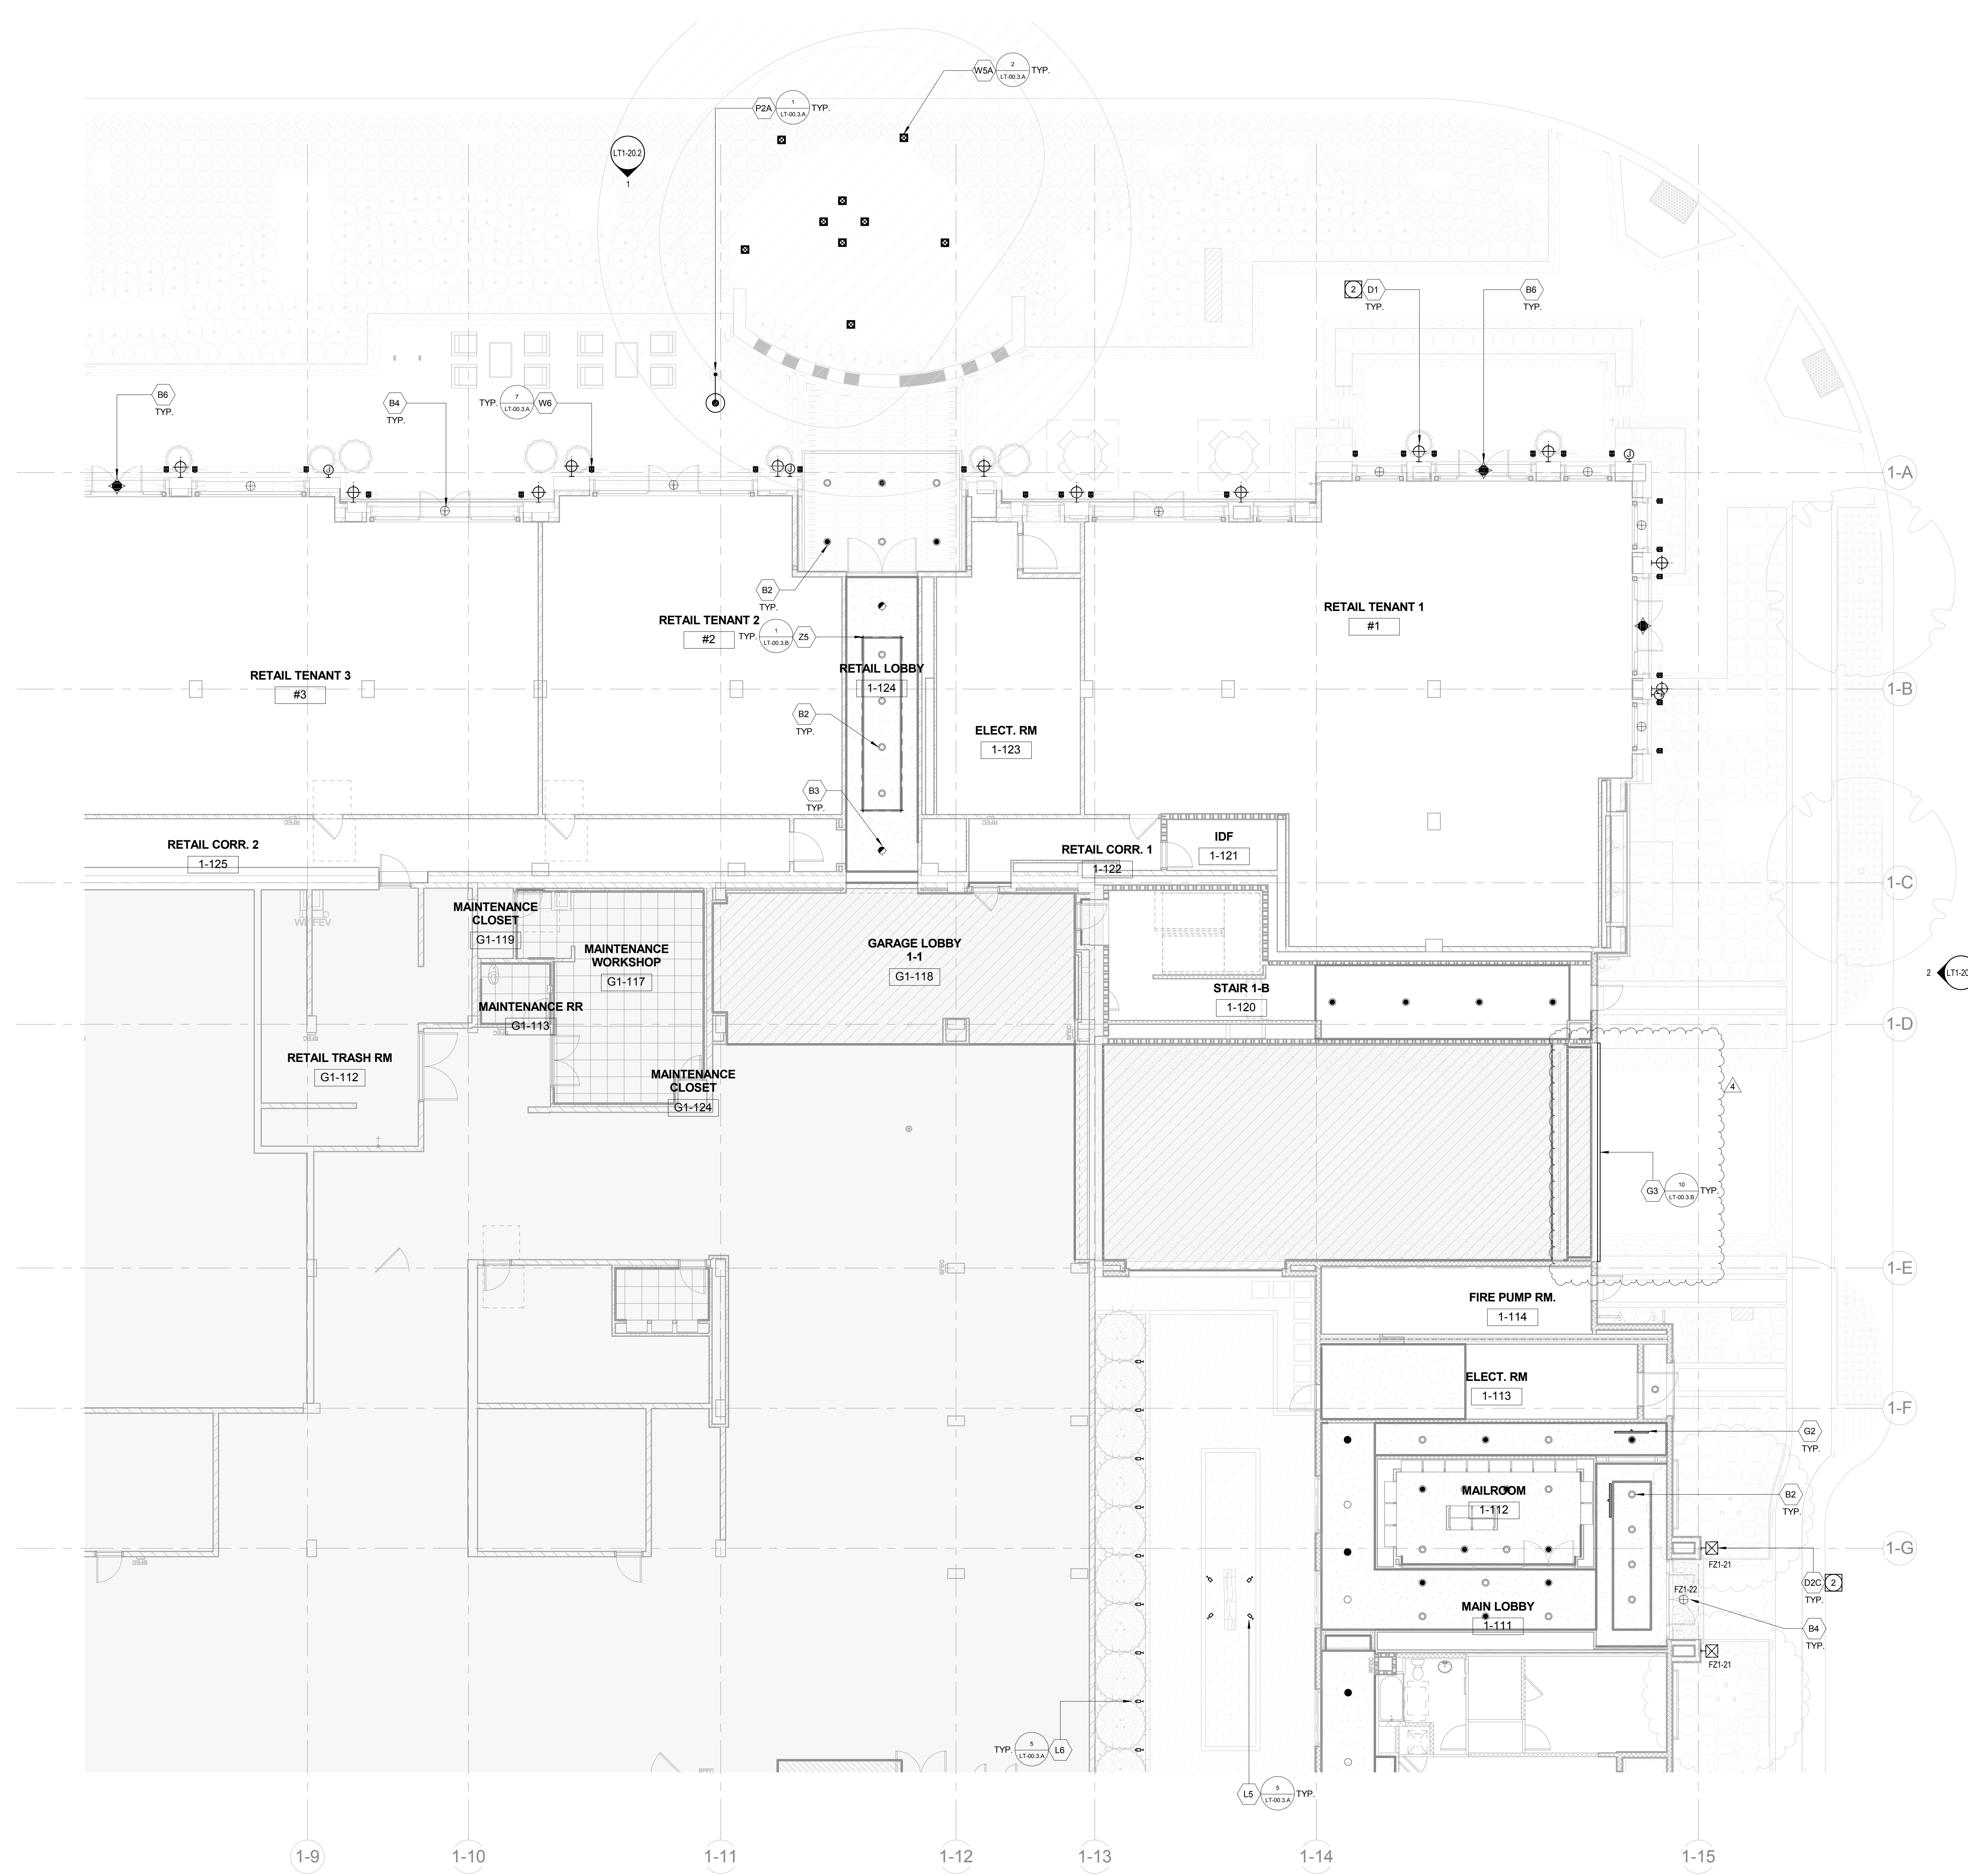 W5A
2
LT-00.3.A
TYP.
P2A
1
LT-00.3.A
TYP.
LT1-20.2
1
2
D1
TYP.
B6
TYP.
B6
TYP.
B4
TYP.
TYP.
7
LT-00.3.A
W6
J
J
J
1-A
B2
TYP.
RETAIL TENANT 2
#2
TYP.
1
LT-00.3.B
Z5
RETAIL TENANT 1
#1
RETAIL TENANT 3
#3
RETAIL LOBBY
1-124
1-B
B2
TYP.
ELECT. RM
1-123
B3
TYP.
RETAIL CORR. 2
1-125
RETAIL CORR. 1
1-122
IDF
1-121
1-C
MAINTENANCE
CLOSET
G1-119
MAINTENANCE
WORKSHOP
G1-117
GARAGE LOBBY
1-1
G1-118
STAIR 1-B
1-120
2
LT1-20
MAINTENANCE RR
G1-113
1-D
RETAIL TRASH RM
G1-112
MAINTENANCE
CLOSET
G1-124
4
G3
10
LT-00.3.B
TYP.
1-E
FIRE PUMP RM.
1-114
ELECT. RM
1-113
1-F
G2
TYP.
MAILROOM
1-112
B2
TYP.
1-G
FZ1-21
D2C
2
TYP.
FZ1-22
MAIN LOBBY
1-111
B4
TYP.
FZ1-21
TYP.
5
LT-00.3.A
L6
L5
5
LT-00.3.A
TYP.
1-9
1-10
1-11
1-12
1-13
1-14
1-15